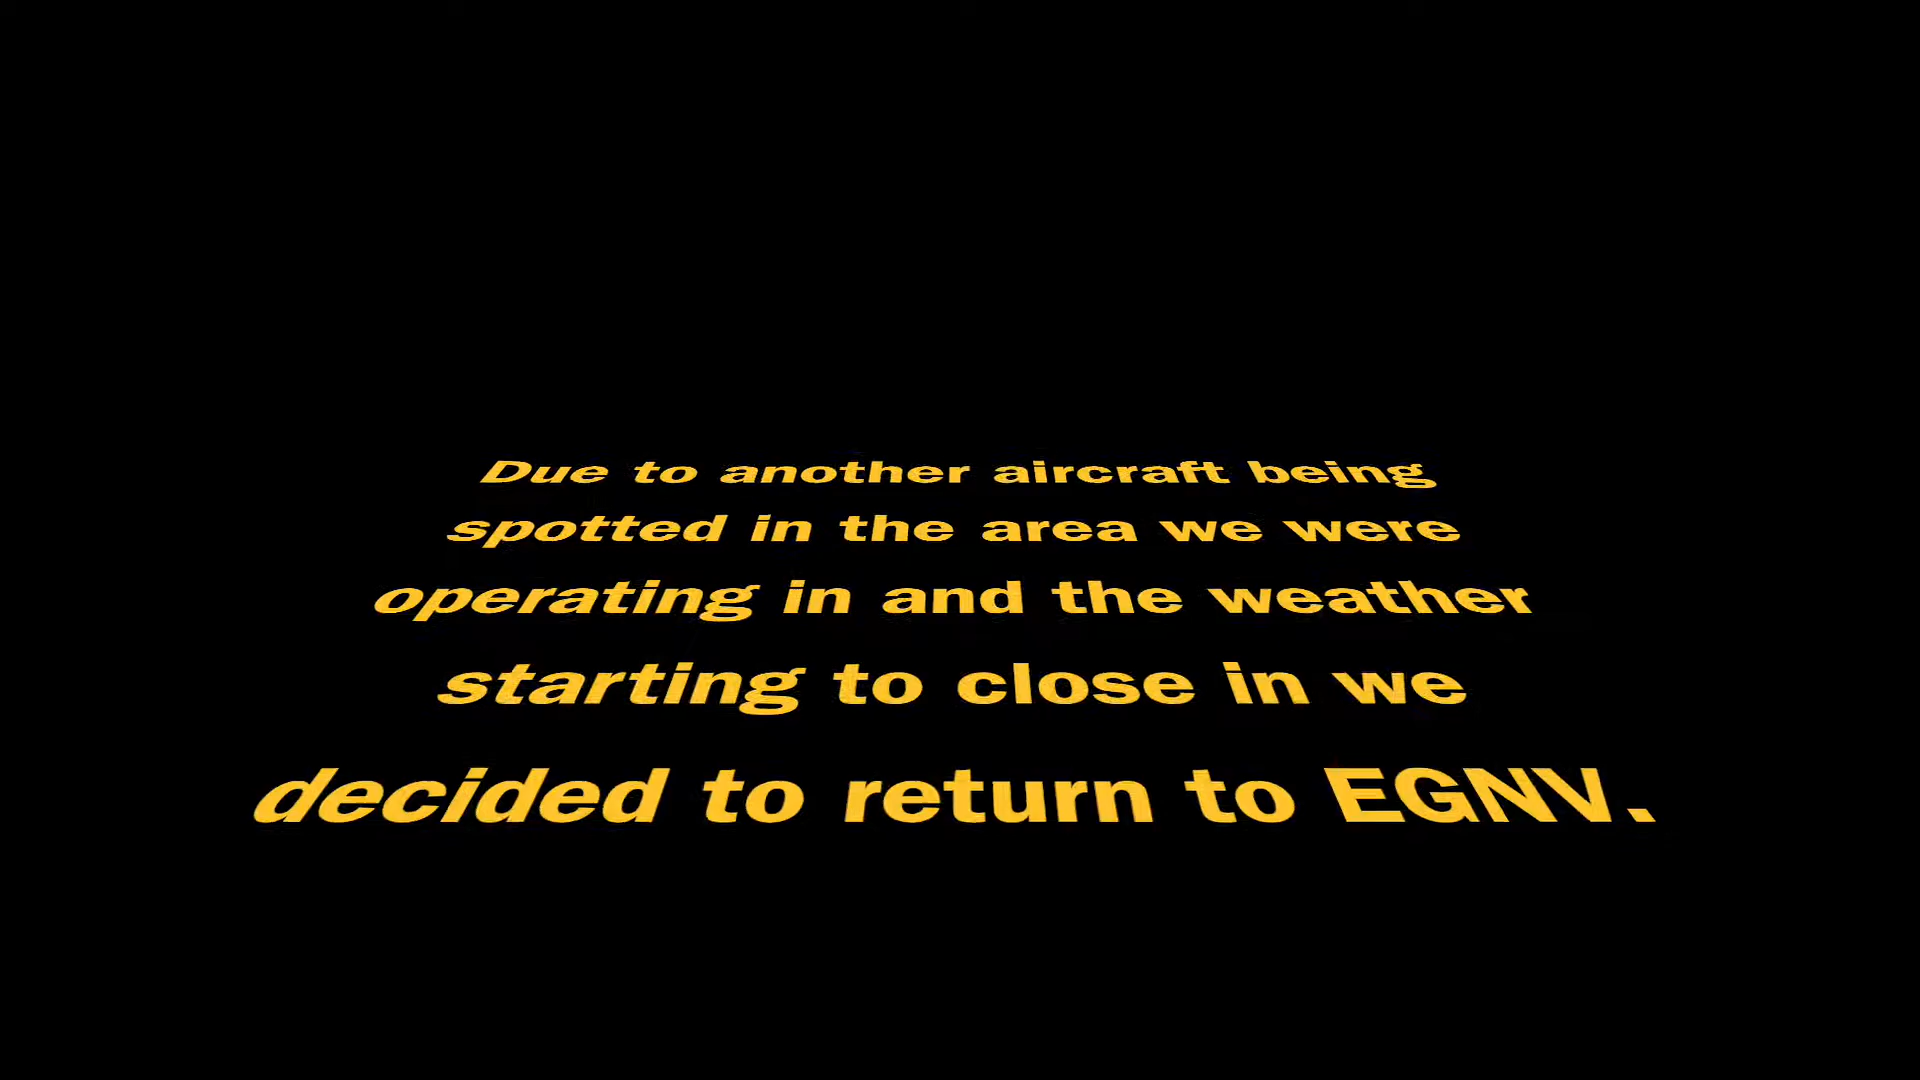 Due to another aircraft being
spotted in the area we were
operating in and the weather
starting to close in we
decided to return to EGNV.